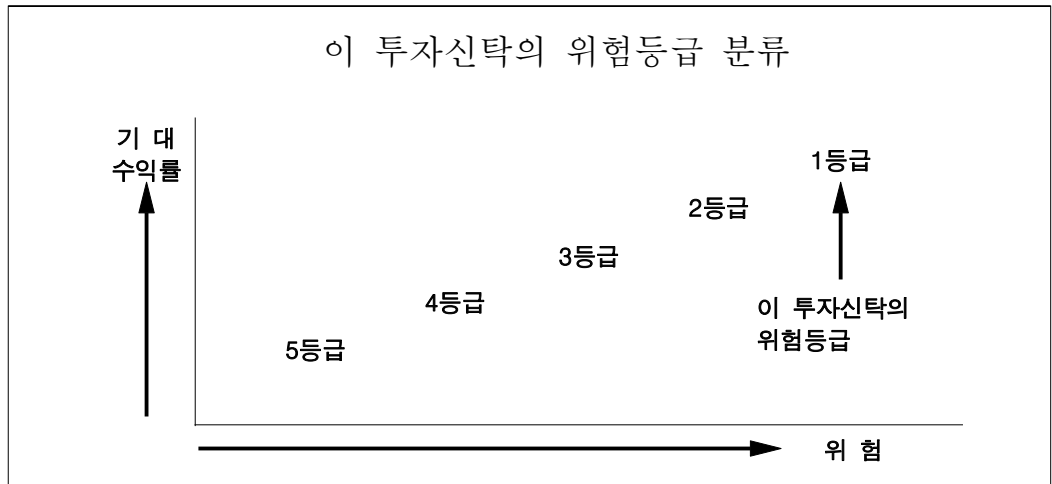 이 투자신탁의 위험등급 분류
기 대
수익률
1등급
2등급
3등급
4등급
이 투자신탁의
위험등급
5등급
위 험